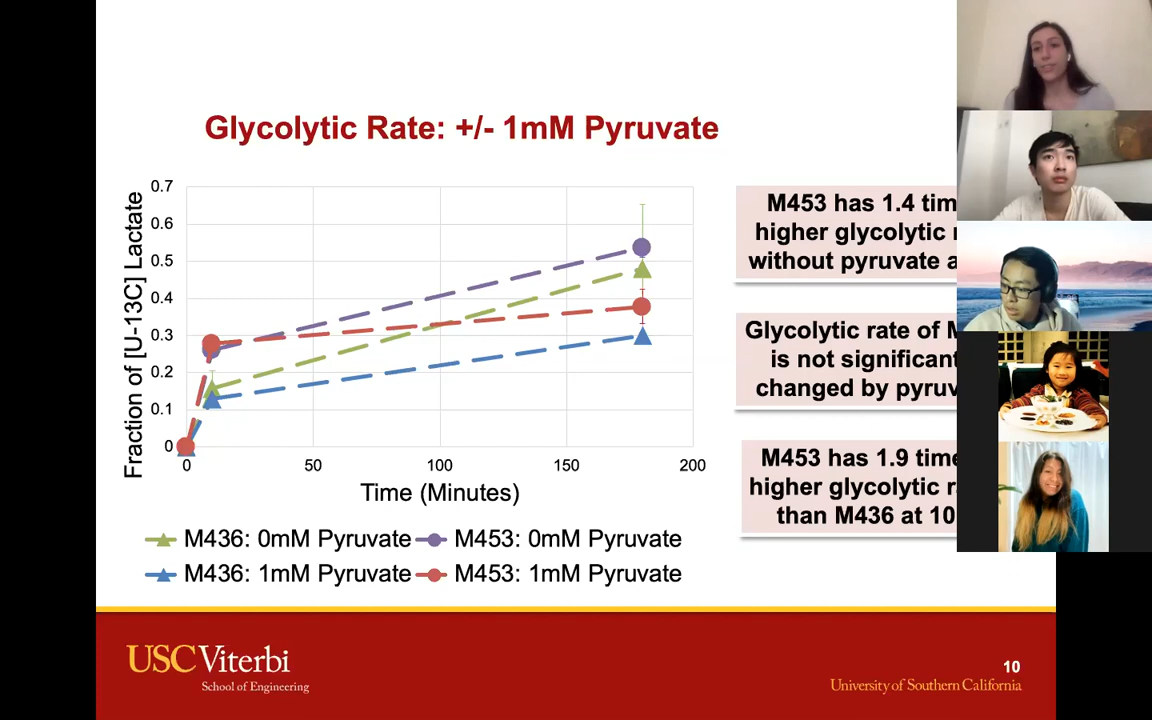 Glycolytic Rate: +/- 1mM Pyruvate
Fraction of [U-13C] Lactate
0.7
0.6
0.5
0.4
0.3
0.2
0.1
0
0 50 100 150 200
Time (Minutes)
M436: 0mM Pyruvate M453: 0mM Pyruvate
M436: 1mM Pyruvate M453: 1mM Pyruvate
M453 has 1.4
higher glycolytic
without pyruvate
Glycolytic rate of
is not
changed by
M453 has 1.9
higher glycolytic
than M436 at 10
USC Viterbi
School of Engineering
10
University of Southern California